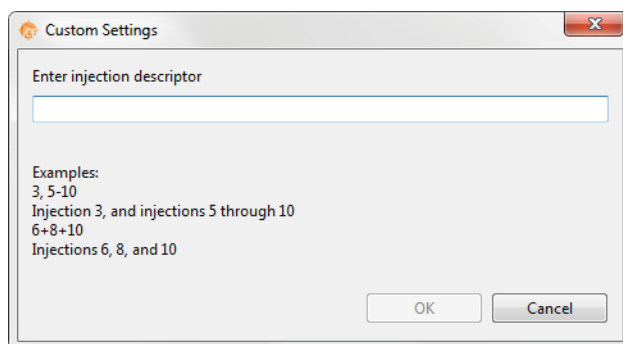 Custom Settings
Enter injection descriptor
Examples:
3, 5-10
Injection 3, and injections 5 through 10
6+8+10
Injections 6, 8, and 10
OK
Cancel